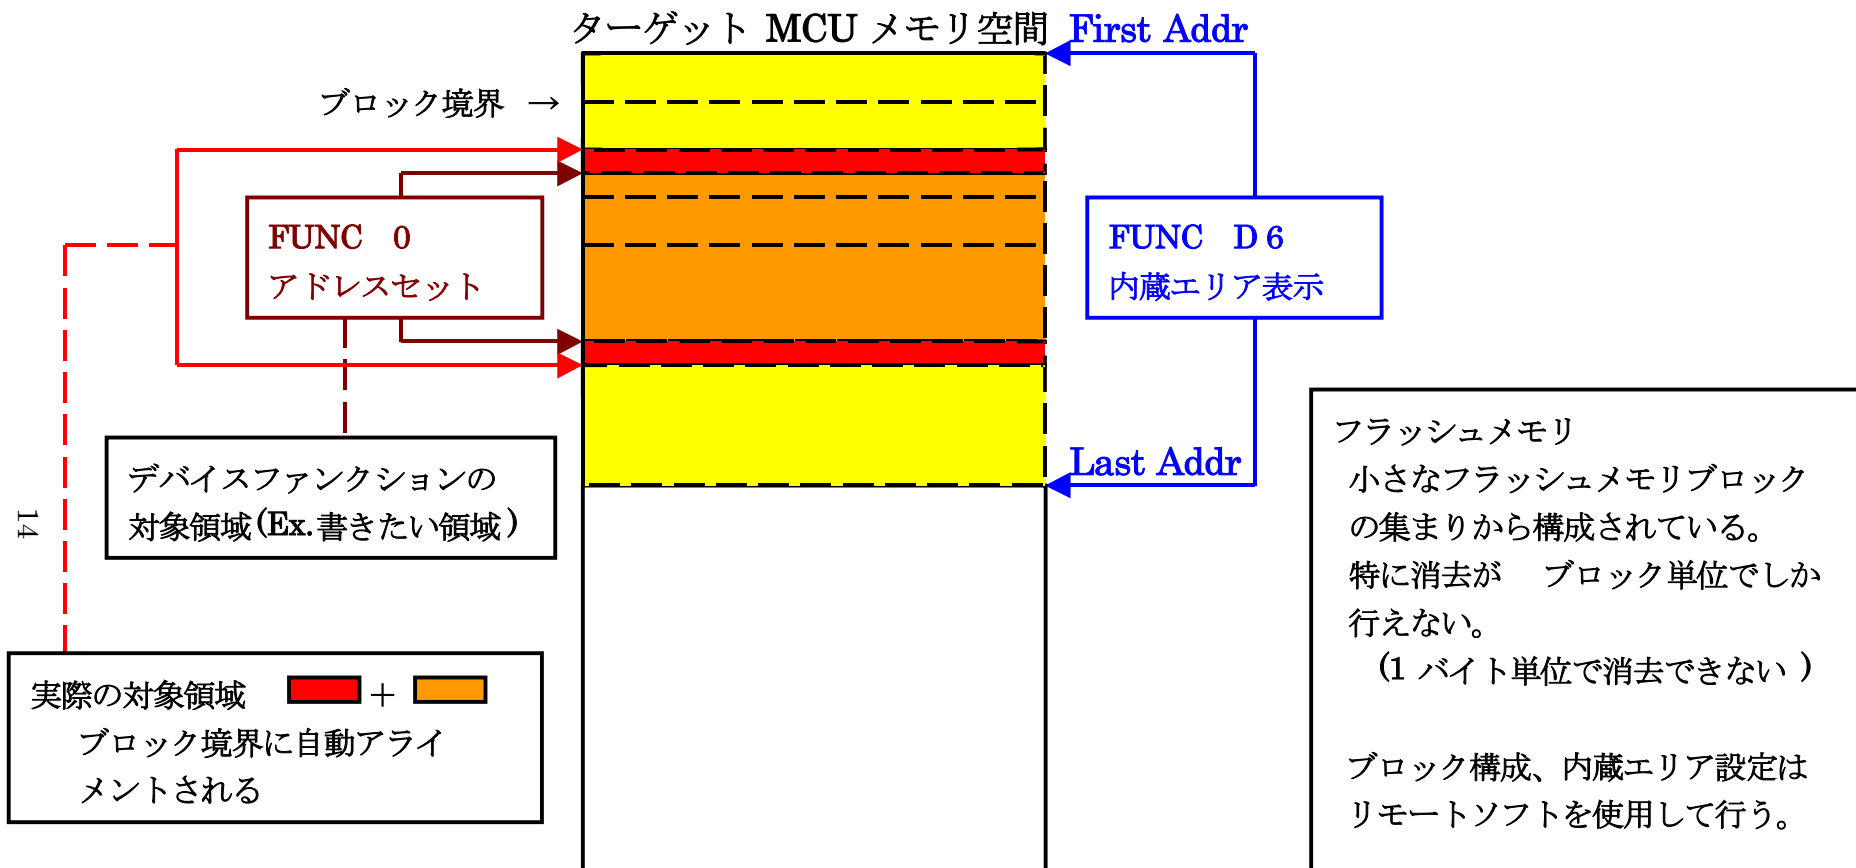 ターゲット MCU メモリ空間
First Addr
ブロック境界 →
FUNC 0
アドレスセット
FUNC D6
内蔵エリア表示
Last Addr
デバイスファンクションの
対象領域(Ex.書きたい領域)
14
実際の対象領域 +
ブロック境界に自動アライ
メントされる
フラッシュメモリ
小さなフラッシュメモリブロック
の集まりから構成されている。
特に消去が ブロック単位でしか
行えない。
(1 バイト単位で消去できない )
ブロック構成、内蔵エリア設定は
リモートソフトを使用して行う。